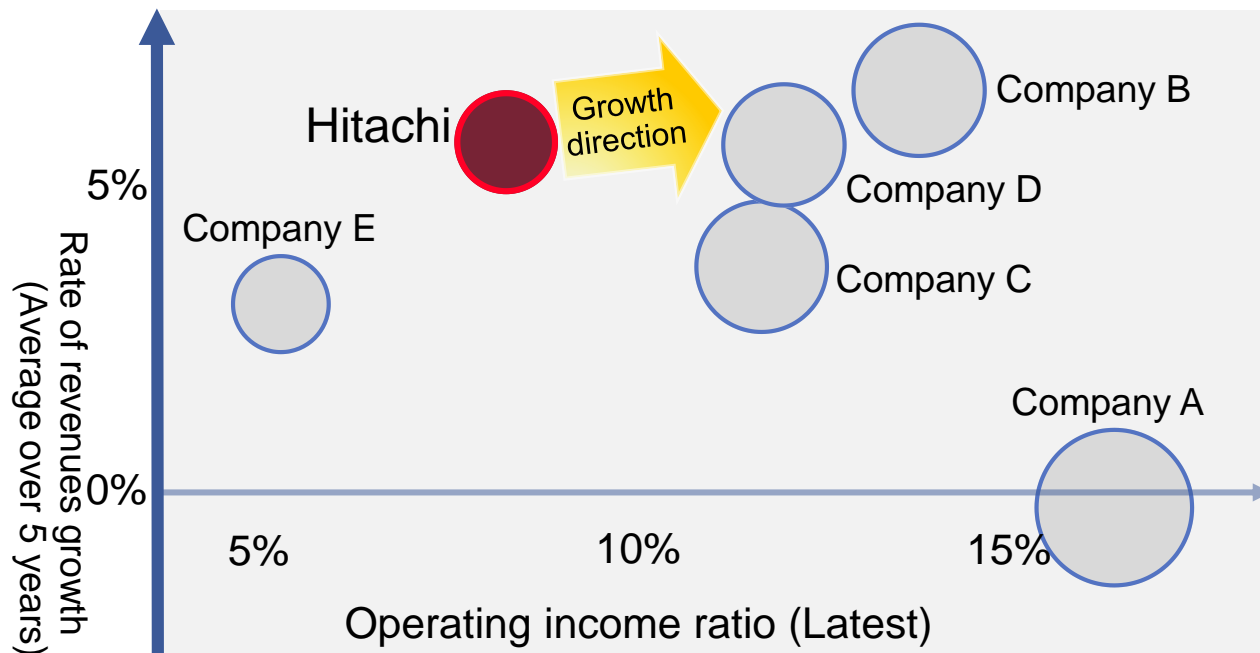 Company B
Growth
direction
Hitachi
5%
Company D
Company E
Company C
Rate of revenues growth
(Average over 5 years)
Company A
0%
5%
10%
15%
Operating income ratio (Latest)